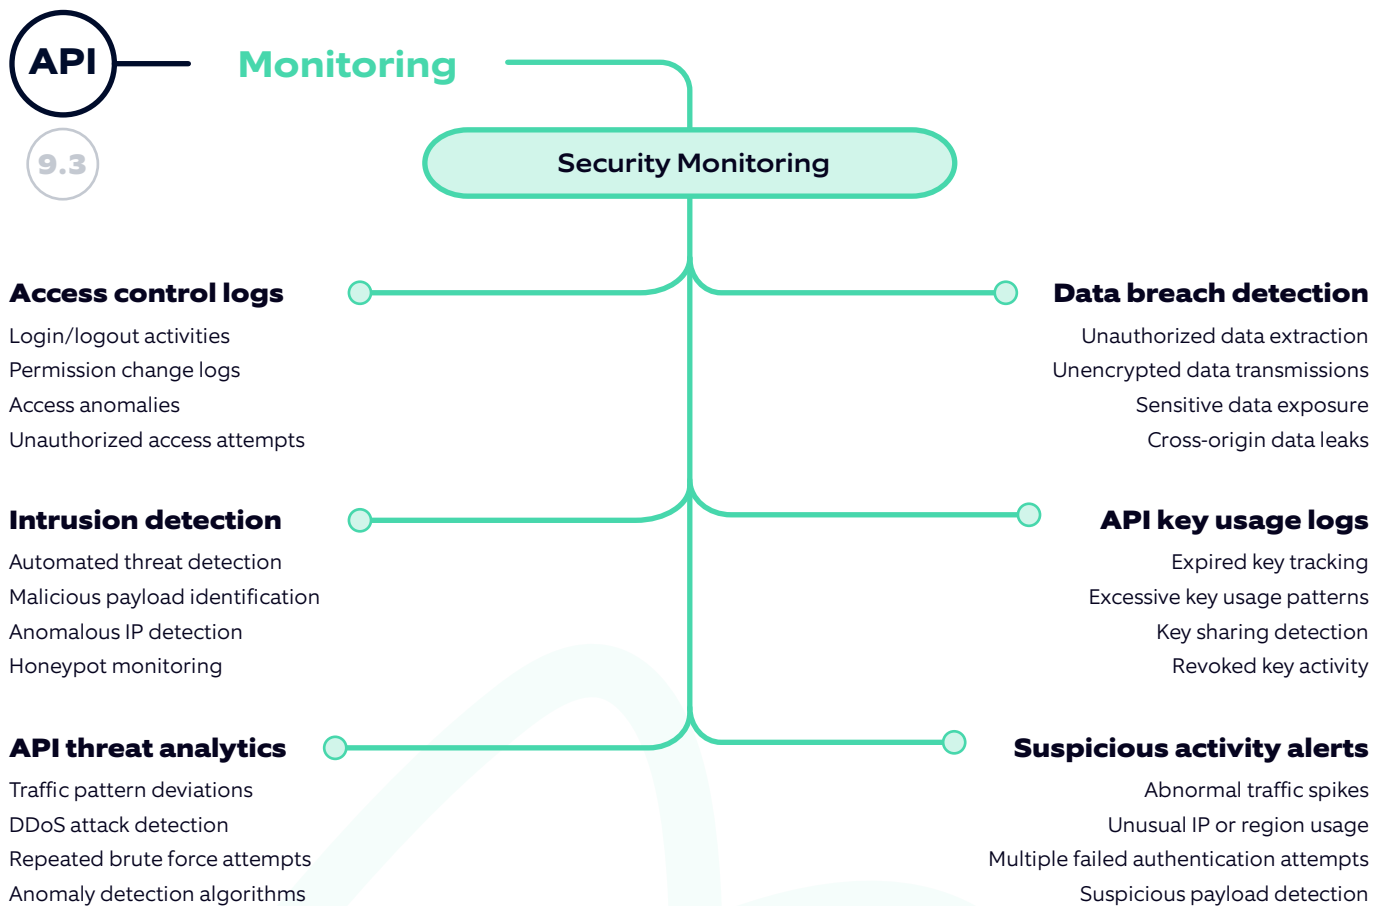 API
Monitoring
9.3
Security Monitoring
Access control logs
Login/logout activities
Permission change logs
Access anomalies
Unauthorized access attempts
Data breach detection
Unauthorized data extraction
Unencrypted data transmissions
Sensitive data exposure
Cross-origin data leaks
Intrusion detection
Automated threat detection
Malicious payload identification
Anomalous IP detection
Honeypot monitoring
API key usage logs
Expired key tracking
Excessive key usage patterns
Key sharing detection
Revoked key activity
API threat analytics
Traffic pattern deviations
DDoS attack detection
Repeated brute force attempts
Anomaly detection algorithms
Suspicious activity alerts
Abnormal traffic spikes
Unusual IP or region usage
Multiple failed authentication attempts
Suspicious payload detection